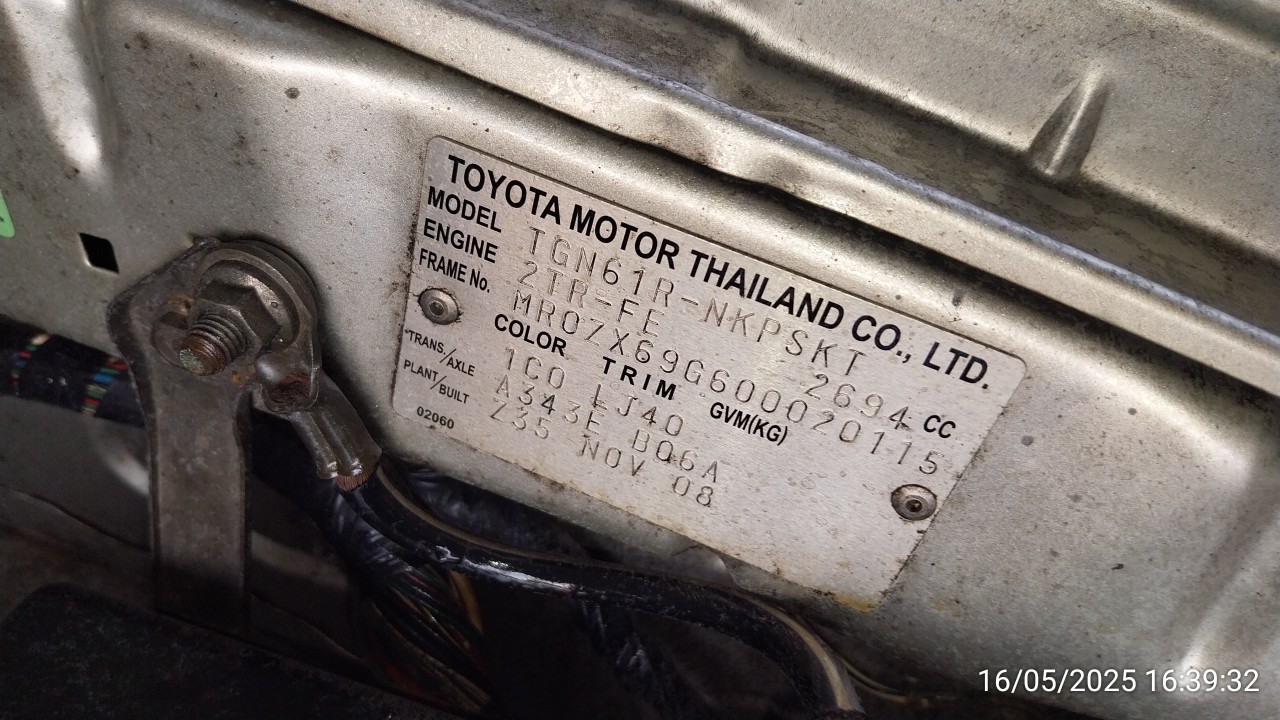 TOYOTA MOTOR THAILAND CO., LTD.
MODEL TGN61R-NKPSKT
ENGINE 2TR-FE 2694 CC
FRAME No. MR0ZX69G600020115
COLOR TRIM GVM(KG)
1C0 LJ40
*TRANS./AXLE A343E B06A
PLANT/BUILT Z35 NOV 08
02060
16/05/2025 16:39:32